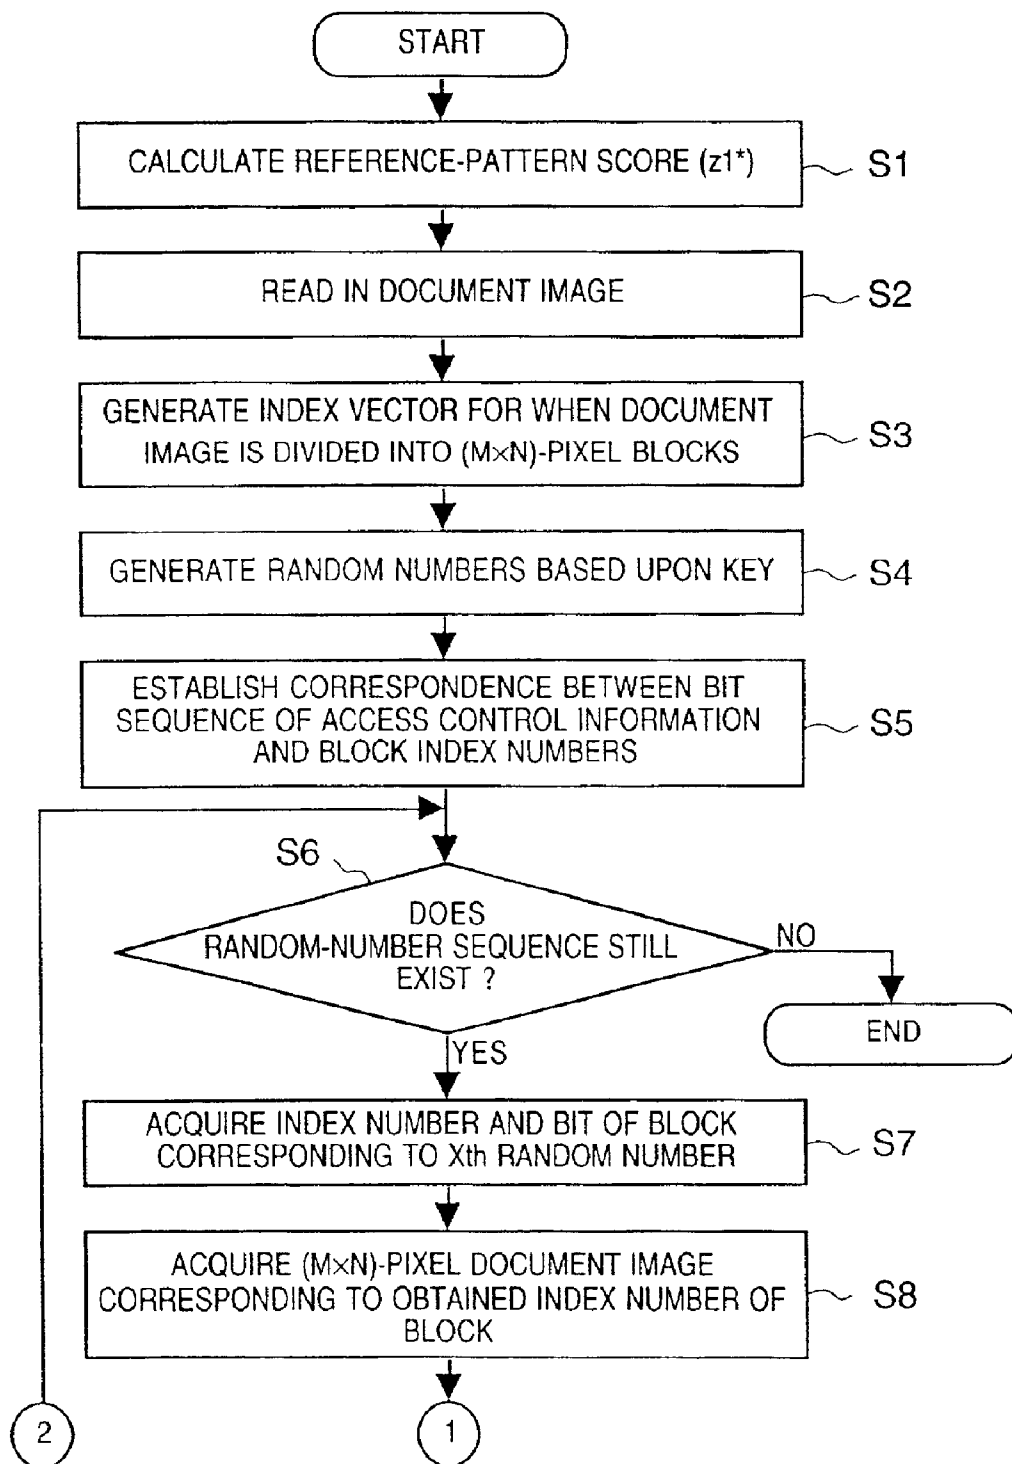 START
CALCULATE REFERENCE-PATTERN SCORE (z1*)
S1
READ IN DOCUMENT IMAGE
S2
GENERATE INDEX VECTOR FOR WHEN DOCUMENT
IMAGE IS DIVIDED INTO (M×N)-PIXEL BLOCKS
S3
GENERATE RANDOM NUMBERS BASED UPON KEY
S4
ESTABLISH CORRESPONDENCE BETWEEN BIT
SEQUENCE OF ACCESS CONTROL INFORMATION
AND BLOCK INDEX NUMBERS
S5
S6
DOES
RANDOM-NUMBER SEQUENCE STILL
EXIST ?
NO
END
YES
ACQUIRE INDEX NUMBER AND BIT OF BLOCK
CORRESPONDING TO Xth RANDOM NUMBER
S7
ACQUIRE (M×N)-PIXEL DOCUMENT IMAGE
CORRESPONDING TO OBTAINED INDEX NUMBER OF
BLOCK
S8
2
1